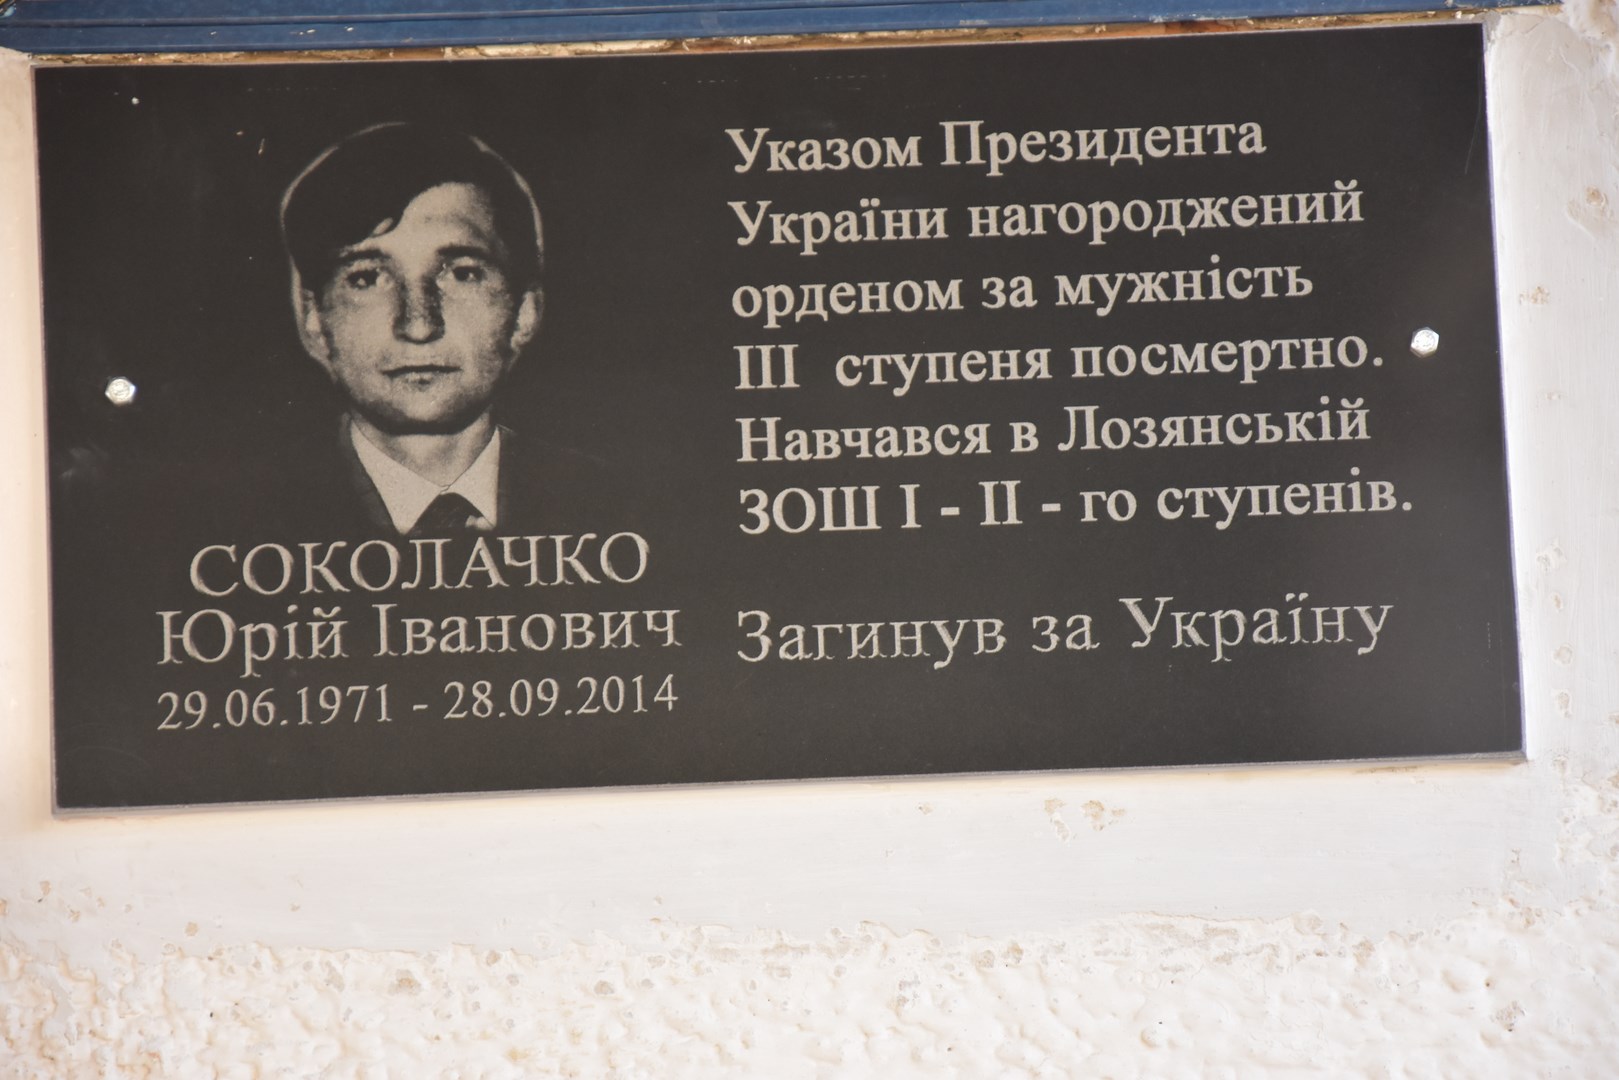 СОКОЛАЧКО
Юрій Іванович
29.06.1971 - 28.09.2014
Указом Президента
України нагороджений
орденом за мужність
III ступеня посмертно.
Навчався в Лозянській
ЗОШ I - II - го ступенів.
Загинув за Україну